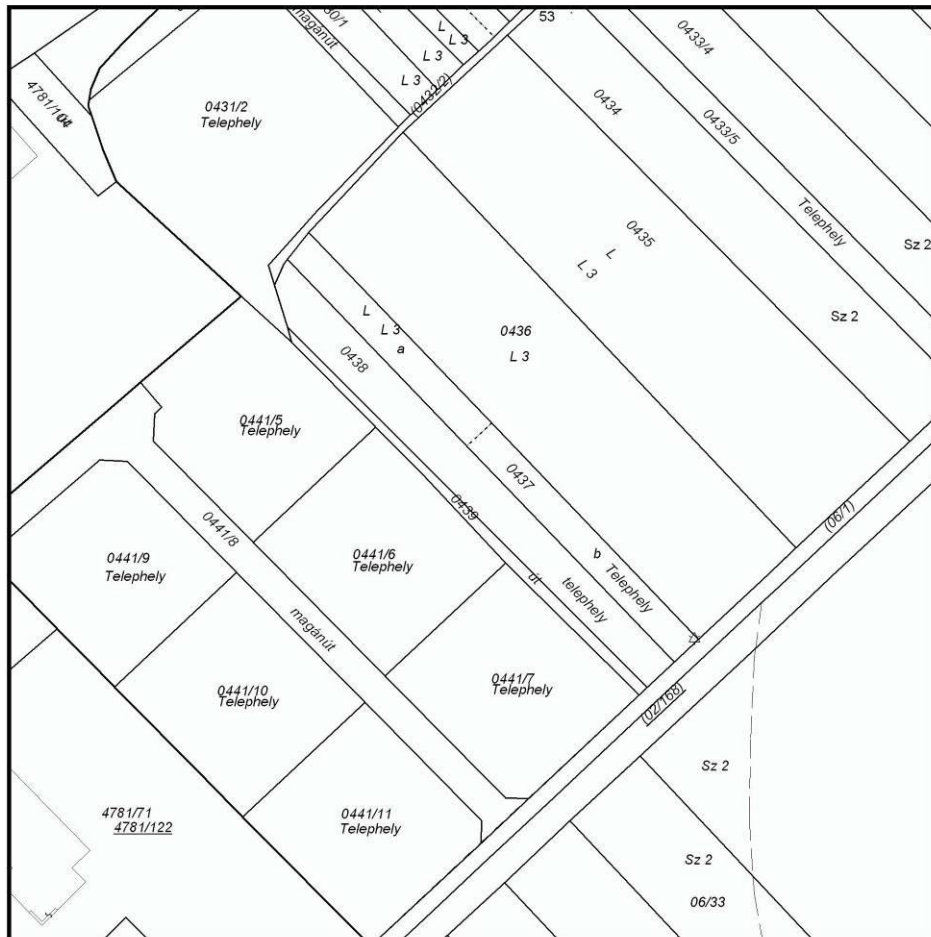 53
80/1
magánút
L
L 3
L 3
L 3
(0432/2)
0433/4
0431/2
Telephely
0434
0433/5
Telephely
Sz 2
0435
L
L 3
Sz 2
L
L 3
a
0438
0436
L 3
0441/5
Telephely
0437
0439
(06/1)
0441/8
0441/9
Telephely
0441/6
Telephely
b
Telephely
út
telephely
magánút
0441/10
Telephely
0441/7
Telephely
(02/168)
Sz 2
4781/71
4781/122
0441/11
Telephely
Sz 2
06/33